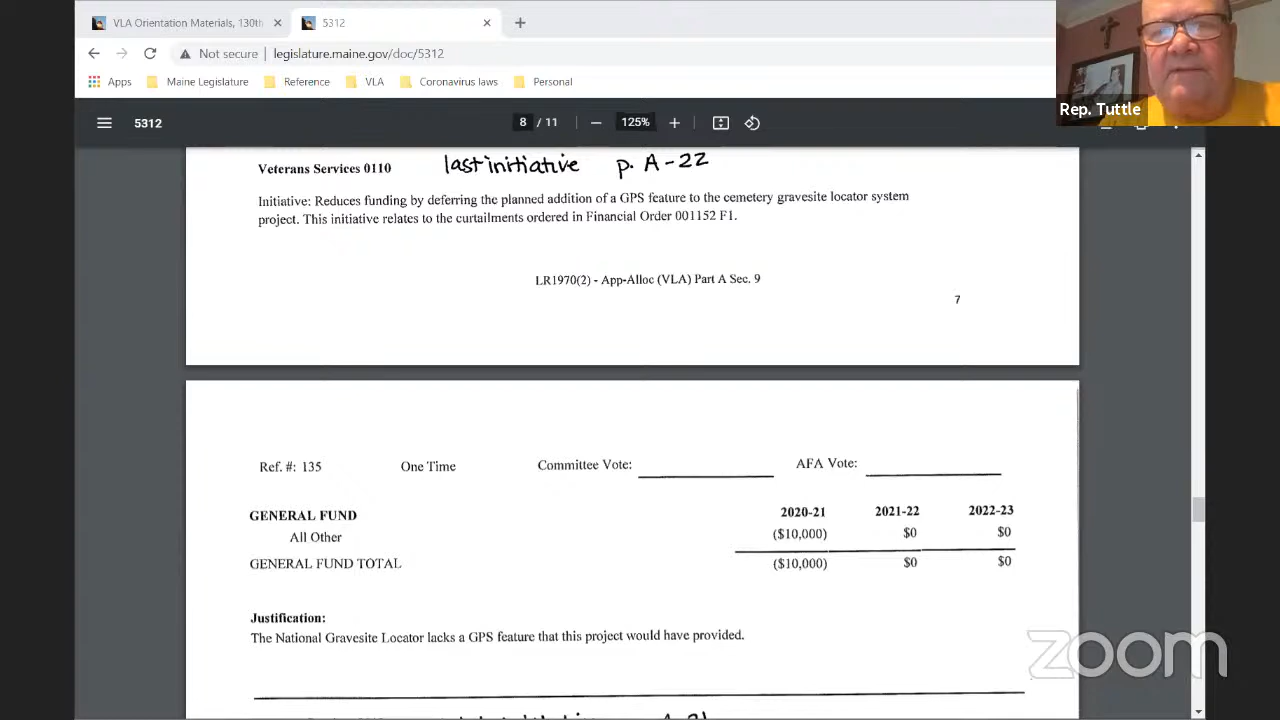 VLA Orientation Materials, 130th
5312
Not secure
legislature.maine.gov/doc/5312
Apps
Maine Legislature
Reference
VLA
Coronavirus laws
Personal
Rep. Tuttle
5312
8 / 11
125%
Veterans Services 0110
last initiative p. A-22
Initiative: Reduces funding by deferring the planned addition of a GPS feature to the cemetery gravesite locator system
project. This initiative relates to the curtailments ordered in Financial Order 001152 F1.
LR1970(2) - App-Alloc (VLA) Part A Sec. 9
7
Ref. #: 135 One Time Committee Vote: AFA Vote:
GENERAL FUND 2020-21 2021-22 2022-23
All Other ($10,000) $0 $0
GENERAL FUND TOTAL ($10,000) $0 $0
Justification:
The National Gravesite Locator lacks a GPS feature that this project would have provided.
zoom